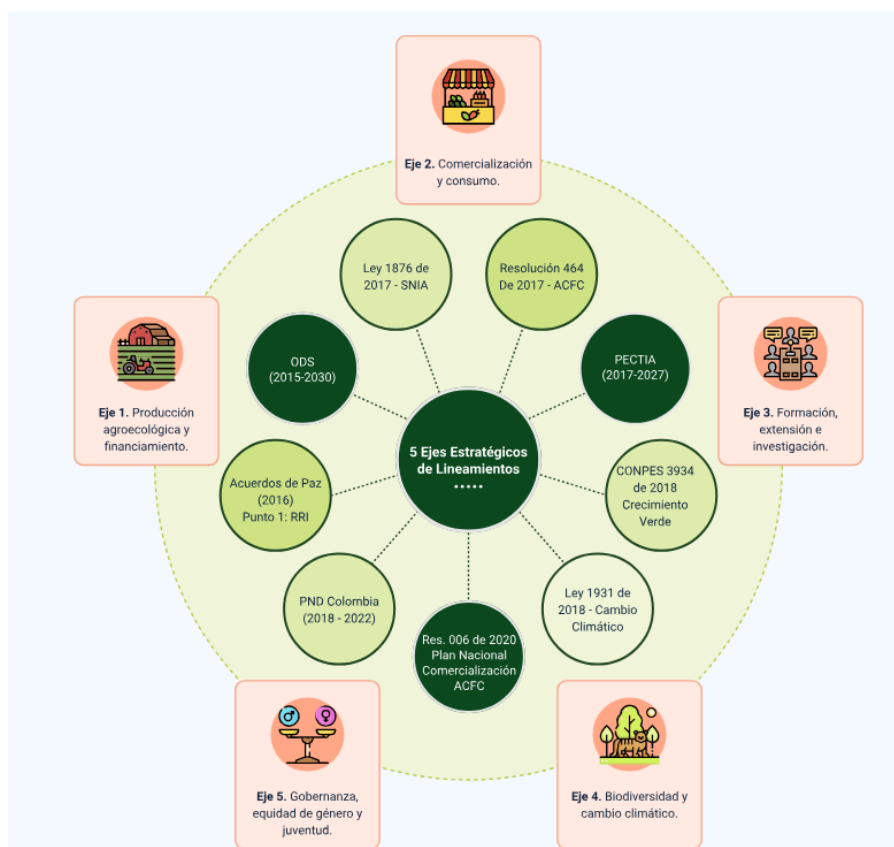 Eje 2. Comercialización
y consumo.
Ley 1876 de
2017 - SNIA
Resolución 464
De 2017 - ACFC
ODS
(2015-2030)
PECTIA
(2017-2027)
Eje 1. Producción
agroecológica y
financiamiento.
Eje 3. Formación,
extensión e
investigación.
5 Ejes Estratégicos
de Lineamientos
Acuerdos de Paz
(2016)
Punto 1: RRI
CONPES 3934
de 2018
Crecimiento
Verde
PND Colombia
(2018 - 2022)
Ley 1931 de
2018 - Cambio
Climático
Res. 006 de 2020
Plan Nacional
Comercialización
ACFC
Eje 5. Gobernanza,
equidad de género y
juventud.
Eje 4. Biodiversidad y
cambio climático.